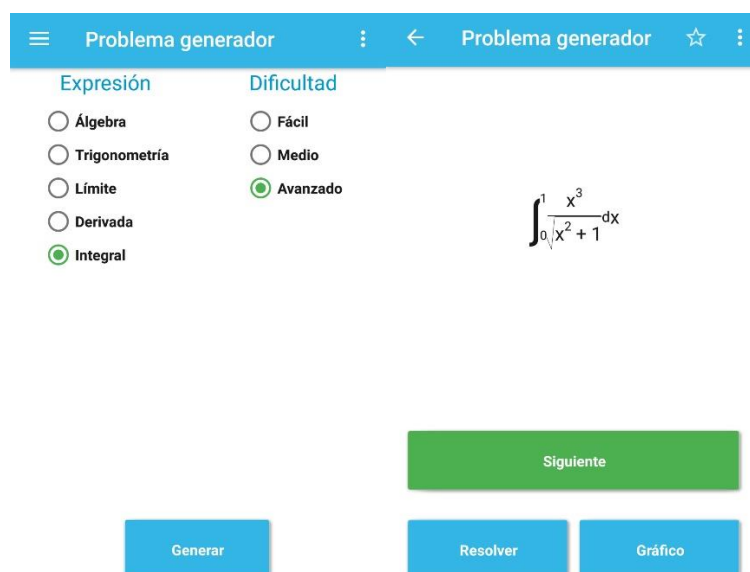 Problema generador
Expresión
Dificultad
Álgebra
Fácil
Trigonometría
Medio
Límite
Avanzado
Derivada
Integral
Generar
Problema generador
∫₀¹ x³/√(x² + 1) dx
Siguiente
Resolver
Gráfico